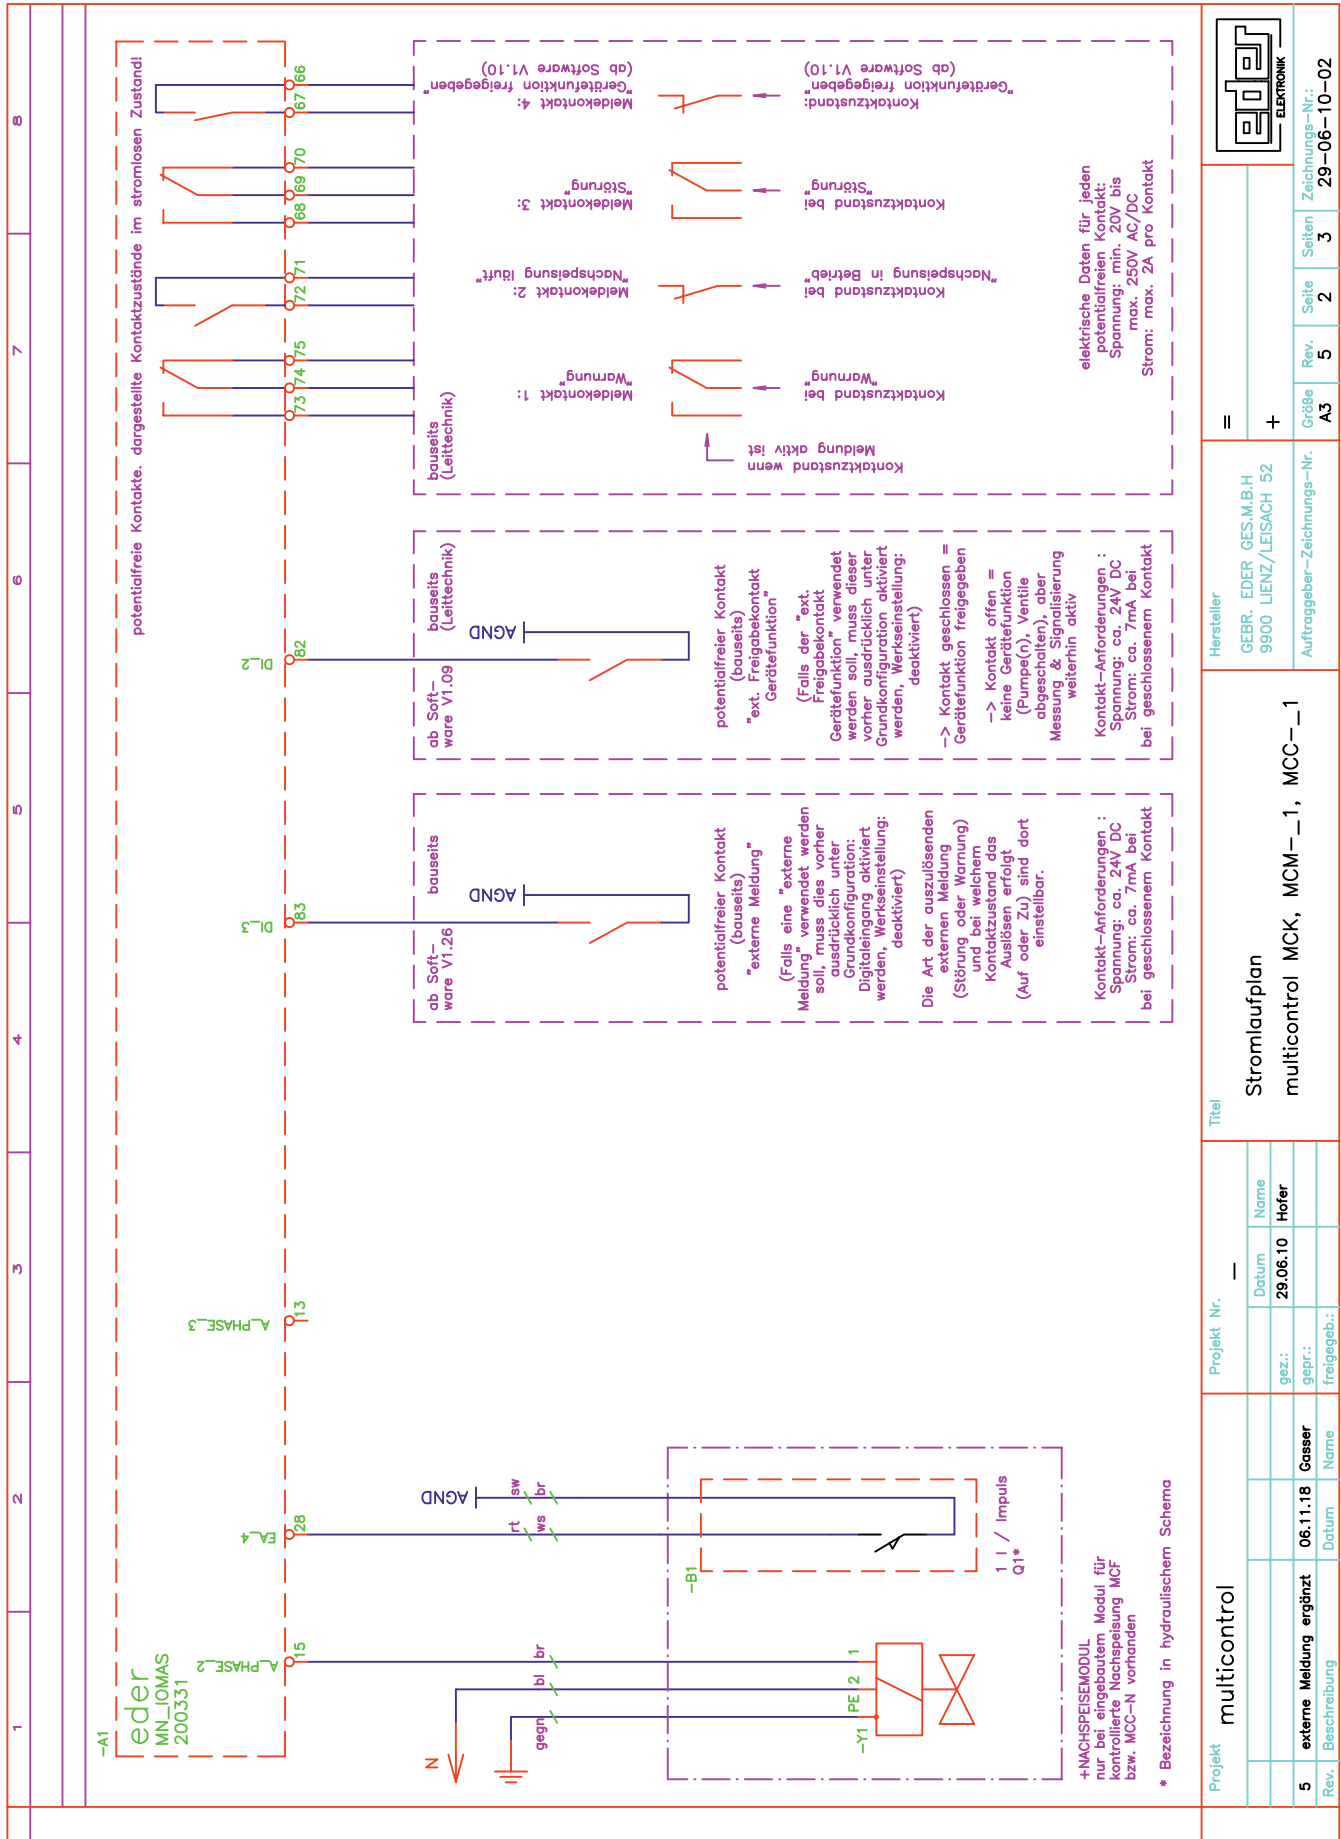 1
2
3
4
5
6
7
8
-A1
eder
MN_IOMAS
200331
potentialfreie Kontakte. dargestellte Kontaktzustände im stromlosen Zustand!
A_PHASE_2
15
EA_4
28
A_PHASE_3
13
DI_3
83
DI_2
82
73
74
75
72
71
68
69
70
67
66
N
gegn
bl
br
AGND
rt
sw
ws
br
-Y1
PE
2
1
-B1
1 l / Impuls
Q1*
+NACHSPEISEMODUL
nur bei eingebautem Modul für
kontrollierte Nachspeisung MCF
bzw. MCC-N vorhanden
* Bezeichnung in hydraulischem Schema
ab Soft-
ware V1.26
bauseits
AGND
potentialfreier Kontakt
(bauseits)
"externe Meldung"
(Falls eine "externe
Meldung" verwendet werden
soll, muss dies vorher
ausdrücklich unter
Grundkonfiguration:
Digitaleingang aktiviert
werden, Werkseinstellung:
deaktiviert)
Die Art der auszulösenden
externen Meldung
(Störung oder Warnung)
und bei welchem
Kontaktzustand das
Auslösen erfolgt
(Auf oder Zu) sind dort
einstellbar.
Kontakt-Anforderungen :
Spannung: ca. 24V DC
Strom: ca. 7mA bei
bei geschlossenem Kontakt
ab Soft-
ware V1.09
bauseits
(Leittechnik)
AGND
potentialfreier Kontakt
(bauseits)
"ext. Freigabekontakt
Gerätefunktion"
(Falls der "ext.
Freigabekontakt
Gerätefunktion" verwendet
werden soll, muss dieser
vorher ausdrücklich unter
Grundkonfiguration aktiviert
werden, Werkseinstellung:
deaktiviert)
-> Kontakt geschlossen =
Gerätefunktion freigegeben
-> Kontakt offen =
keine Gerätefunktion
(Pumpe(n), Ventile
abgeschalten), aber
Messung & Signalisierung
weiterhin aktiv
Kontakt-Anforderungen :
Spannung: ca. 24V DC
Strom: ca. 7mA bei
bei geschlossenem Kontakt
bauseits
(Leittechnik)
Meldekontakt 1:
"Warnung"
Meldekontakt 2:
"Nachspeisung läuft"
Meldekontakt 3:
"Störung"
Meldekontakt 4:
"Gerätefunktion freigegeben"
(ab Software V1.10)
Kontaktzustand wenn
Meldung aktiv ist
Kontaktzustand bei
"Warnung"
Kontaktzustand bei
"Nachspeisung in Betrieb"
Kontaktzustand bei
"Störung"
Kontaktzustand:
"Gerätefunktion freigegeben"
(ab Software V1.10)
elektrische Daten für jeden
potentialfreien Kontakt:
Spannung: min. 20V bis
max. 250V AC/DC
Strom: max. 2A pro Kontakt
Projekt
multicontrol
5
externe Meldung ergänzt
06.11.18
Gasser
Rev.
Beschreibung
Datum
Name
Projekt Nr.
-
Datum
Name
gez.:
29.06.10
Hofer
gepr.:
freigegeb.:
Titel
Stromlaufplan
multicontrol MCK, MCM-_1, MCC-_1
Hersteller
GEBR. EDER GES.M.B.H
9900 LIENZ/LEISACH 52
Auftraggeber-Zeichnungs-Nr.
=
+
Größe
A3
Rev.
5
Seite
2
Seiten
3
Zeichnungs-Nr.:
29-06-10-02
eder
ELEKTRONIK